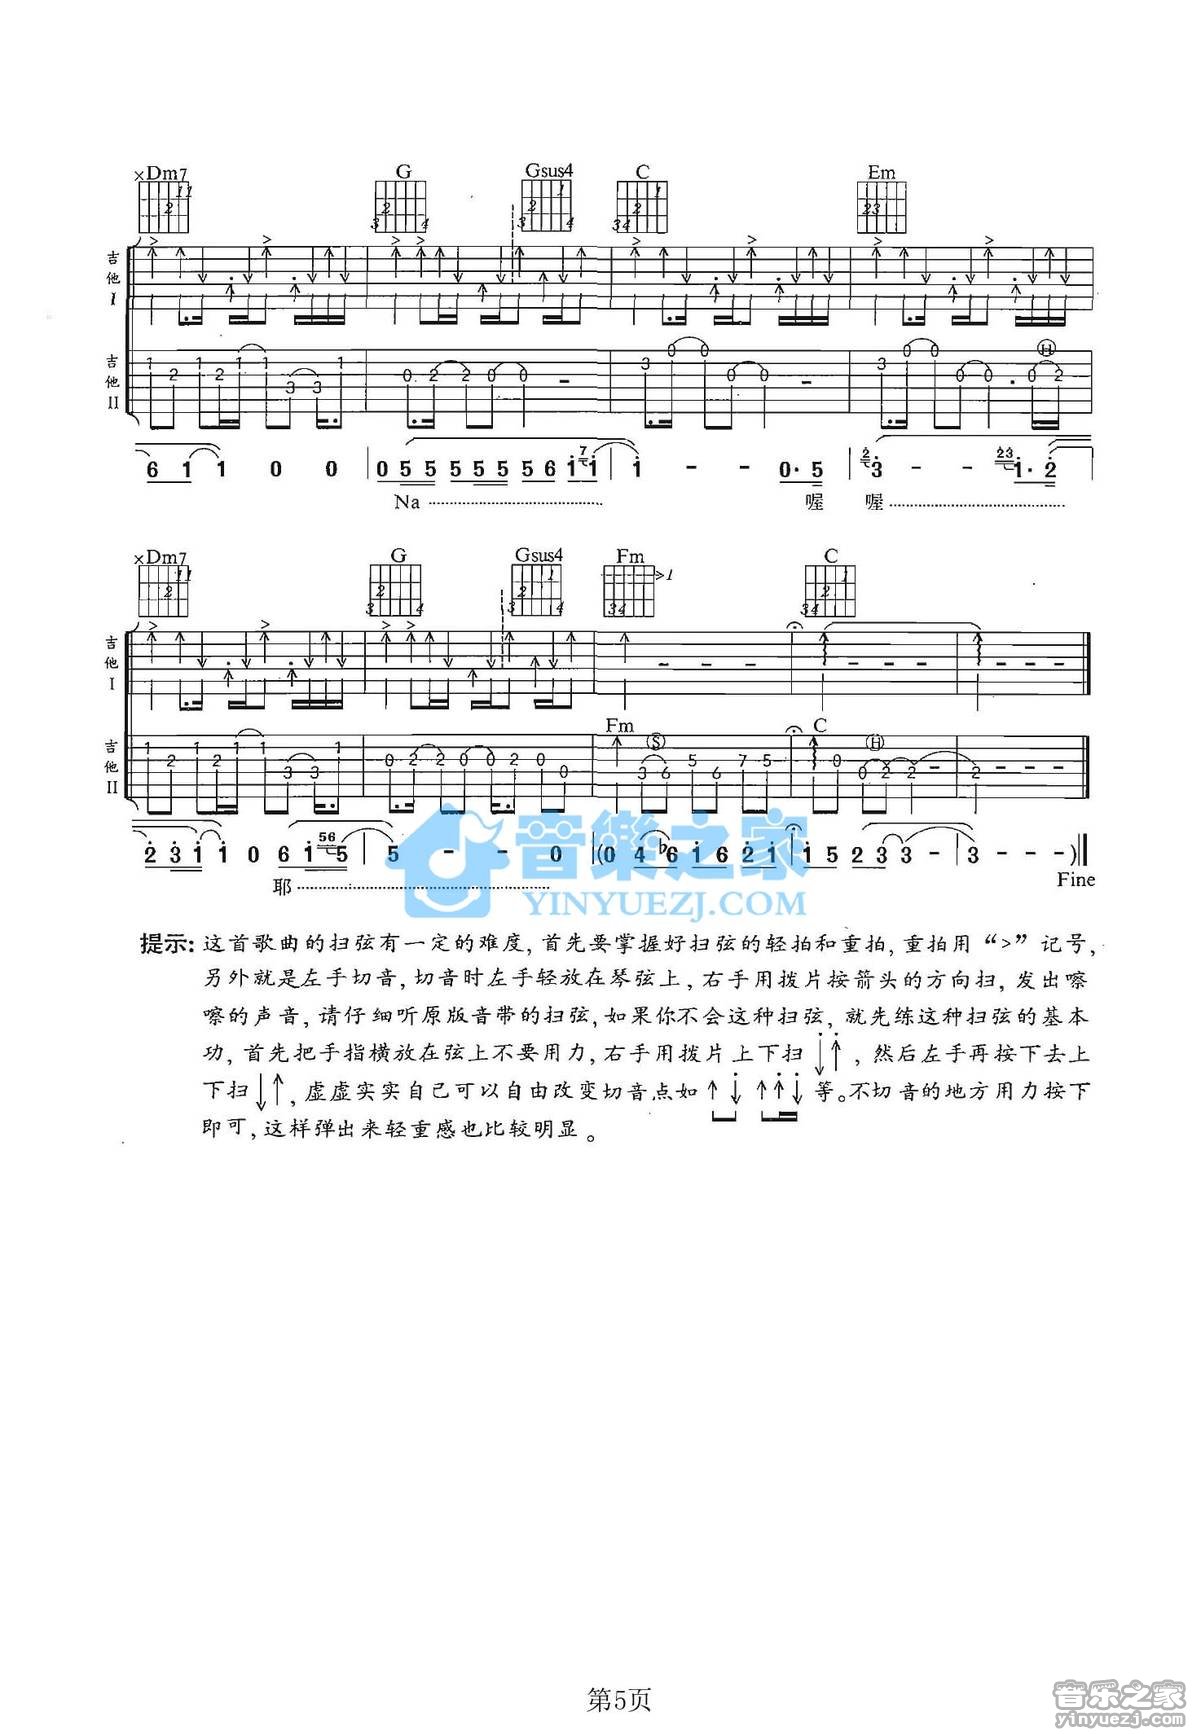 ×Dm7 G Gsus4 C Em
吉他I
吉他II
6 1 1 0 0 0 5 5 5 5 5 5 6 1 1 1 - - 0· 5 3 - - 1· 2
Na 喔 喔
×Dm7 G Gsus4 Fm C
吉他I
Fm C
吉他II
2 3 1 1 0 6 1 5 5 - - 0 (0 4 b6 1 6 2 1 1 5 2 3 3 - 3 - - -)
耶 Fine
音樂之家
YINYUEZJ.COM
提示: 这首歌曲的扫弦有一定的难度,首先要掌握好扫弦的轻拍和重拍,重拍用“>”记号,
另外就是左手切音,切音时左手轻放在琴弦上,右手用拨片按箭头的方向扫,发出嚓
嚓的声音,请仔细听原版音带的扫弦,如果你不会这种扫弦,就先练这种扫弦的基本
功,首先把手指横放在弦上不要用力,右手用拨片上下扫↓↑,然后左手再按下去上
下扫↓↑,虚虚实实自己可以自由改变切音点如↑↓ ↑↑↓等。不切音的地方用力按下
即可,这样弹出来轻重感也比较明显。
第5页
音乐之家
yinyuezj.com